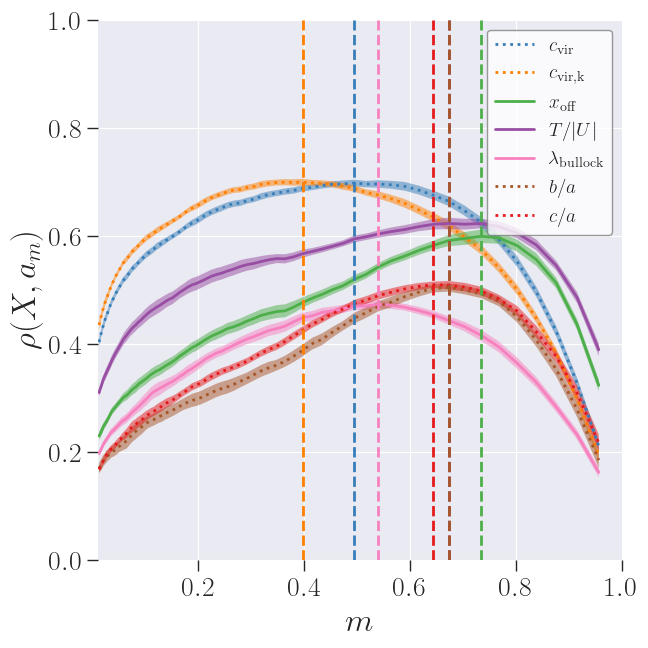 1.0
0.8
0.6
0.4
0.2
0.0
ρ(X, a_m)
0.2
0.4
0.6
0.8
1.0
m
c_vir
c_vir,k
x_off
T/|U|
λ_bullock
b/a
c/a